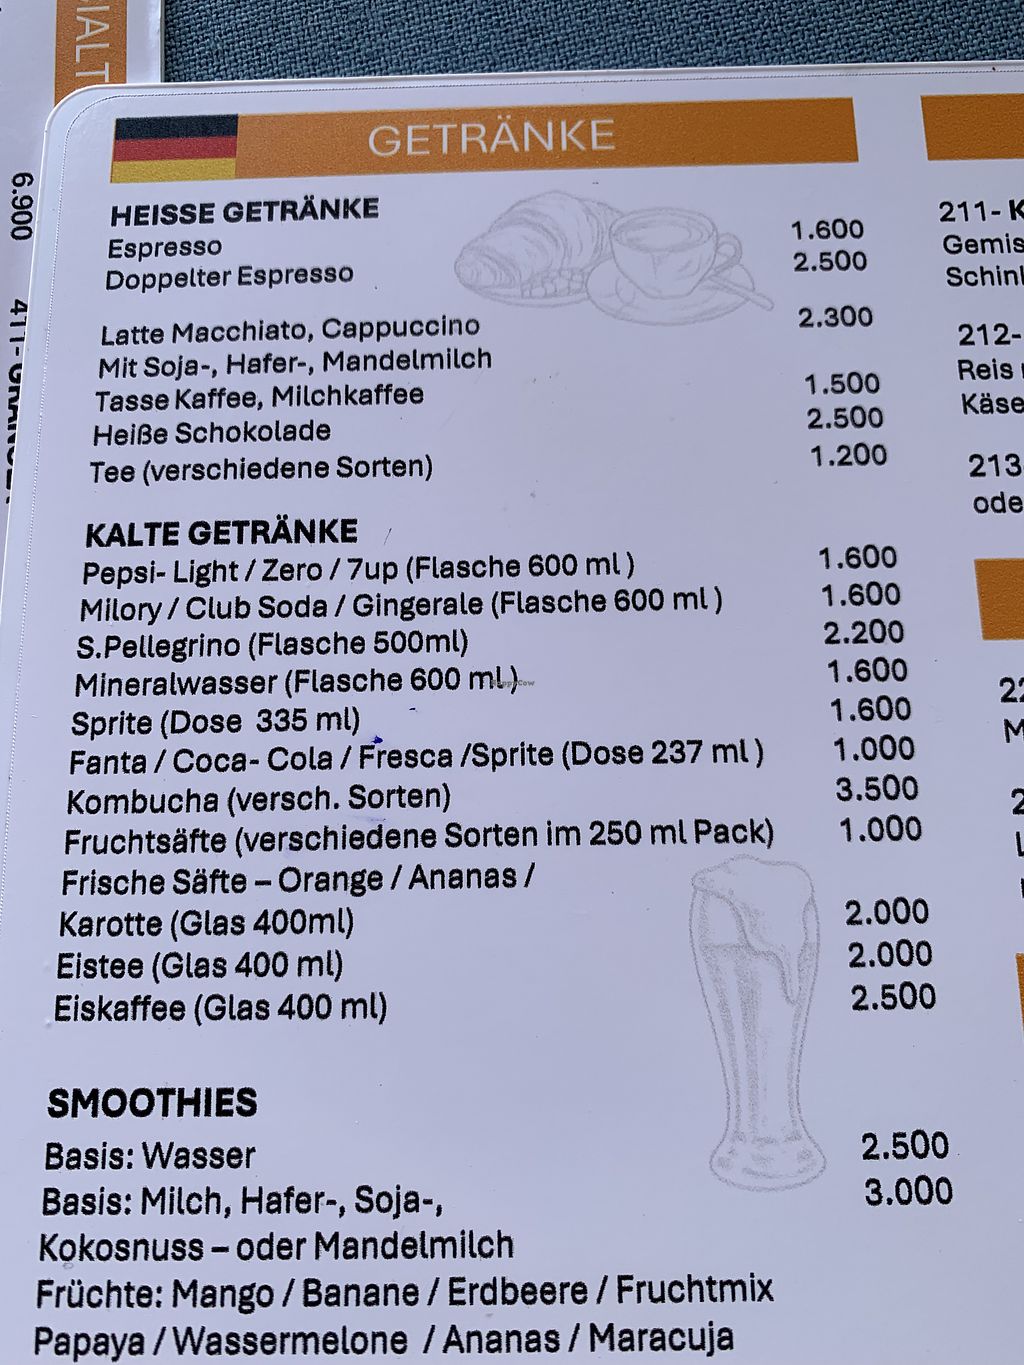 IALT
6.900
411-
GETRÄNKE
HEISSE GETRÄNKE
Espresso 1.600
Doppelter Espresso 2.500
Latte Macchiato, Cappuccino 2.300
Mit Soja-, Hafer-, Mandelmilch
Tasse Kaffee, Milchkaffee 1.500
Heiße Schokolade 2.500
Tee (verschiedene Sorten) 1.200
KALTE GETRÄNKE
Pepsi- Light / Zero / 7up (Flasche 600 ml ) 1.600
Milory / Club Soda / Gingerale (Flasche 600 ml ) 1.600
S.Pellegrino (Flasche 500ml) 2.200
Mineralwasser (Flasche 600 ml ) 1.600
HappyCow
Sprite (Dose 335 ml) 1.600
Fanta / Coca- Cola / Fresca /Sprite (Dose 237 ml ) 1.000
Kombucha (versch. Sorten) 3.500
Fruchtsäfte (verschiedene Sorten im 250 ml Pack) 1.000
Frische Säfte – Orange / Ananas /
Karotte (Glas 400ml) 2.000
Eistee (Glas 400 ml) 2.000
Eiskaffee (Glas 400 ml) 2.500
SMOOTHIES
Basis: Wasser 2.500
Basis: Milch, Hafer-, Soja-, 3.000
Kokosnuss – oder Mandelmilch
Früchte: Mango / Banane / Erdbeere / Fruchtmix
Papaya / Wassermelone / Ananas / Maracuja
211- K
Gemis
Schinl
212-
Reis
Käse
213
ode
22
M
2